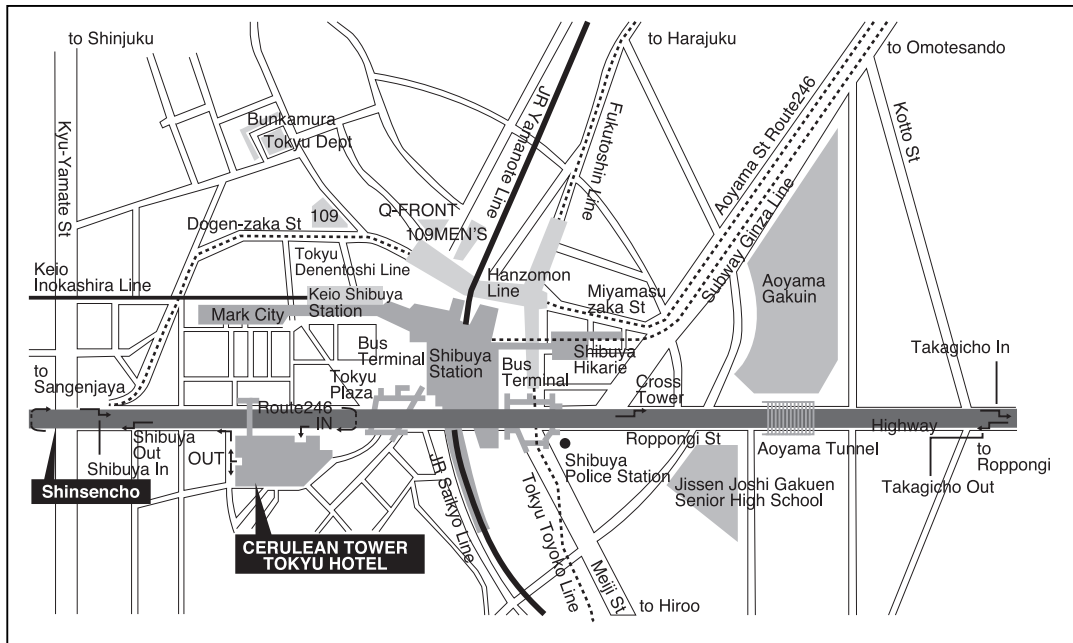 to Shinjuku
to Harajuku
to Omotesando
Kyu-Yamate St
Bunkamura
Tokyu Dept
JR Yamanote Line
Fukutoshin Line
Aoyama St Route246
Subway Ginza Line
Kotto St
Dogen-zaka St
109
Q-FRONT
109MEN'S
Keio
Inokashira Line
Tokyu
Denentoshi Line
Hanzomon
Line
Miyamasu
zaka St
Aoyama
Gakuin
Keio Shibuya
Station
Mark City
Bus
Terminal
Shibuya
Station
Bus
Terminal
Shibuya
Hikarie
Takagicho In
to
Sangenjaya
Tokyu
Plaza
Cross
Tower
Route246
IN
Highway
Shibuya
Out
Shibuya In
OUT
Roppongi St
Aoyama Tunnel
to
Roppongi
Shinsencho
Shibuya
Police Station
Jissen Joshi Gakuen
Senior High School
Takagicho Out
JR Saikyo Line
Tokyu Toyoko Line
Meiji St
CERULEAN TOWER
TOKYU HOTEL
to Hiroo